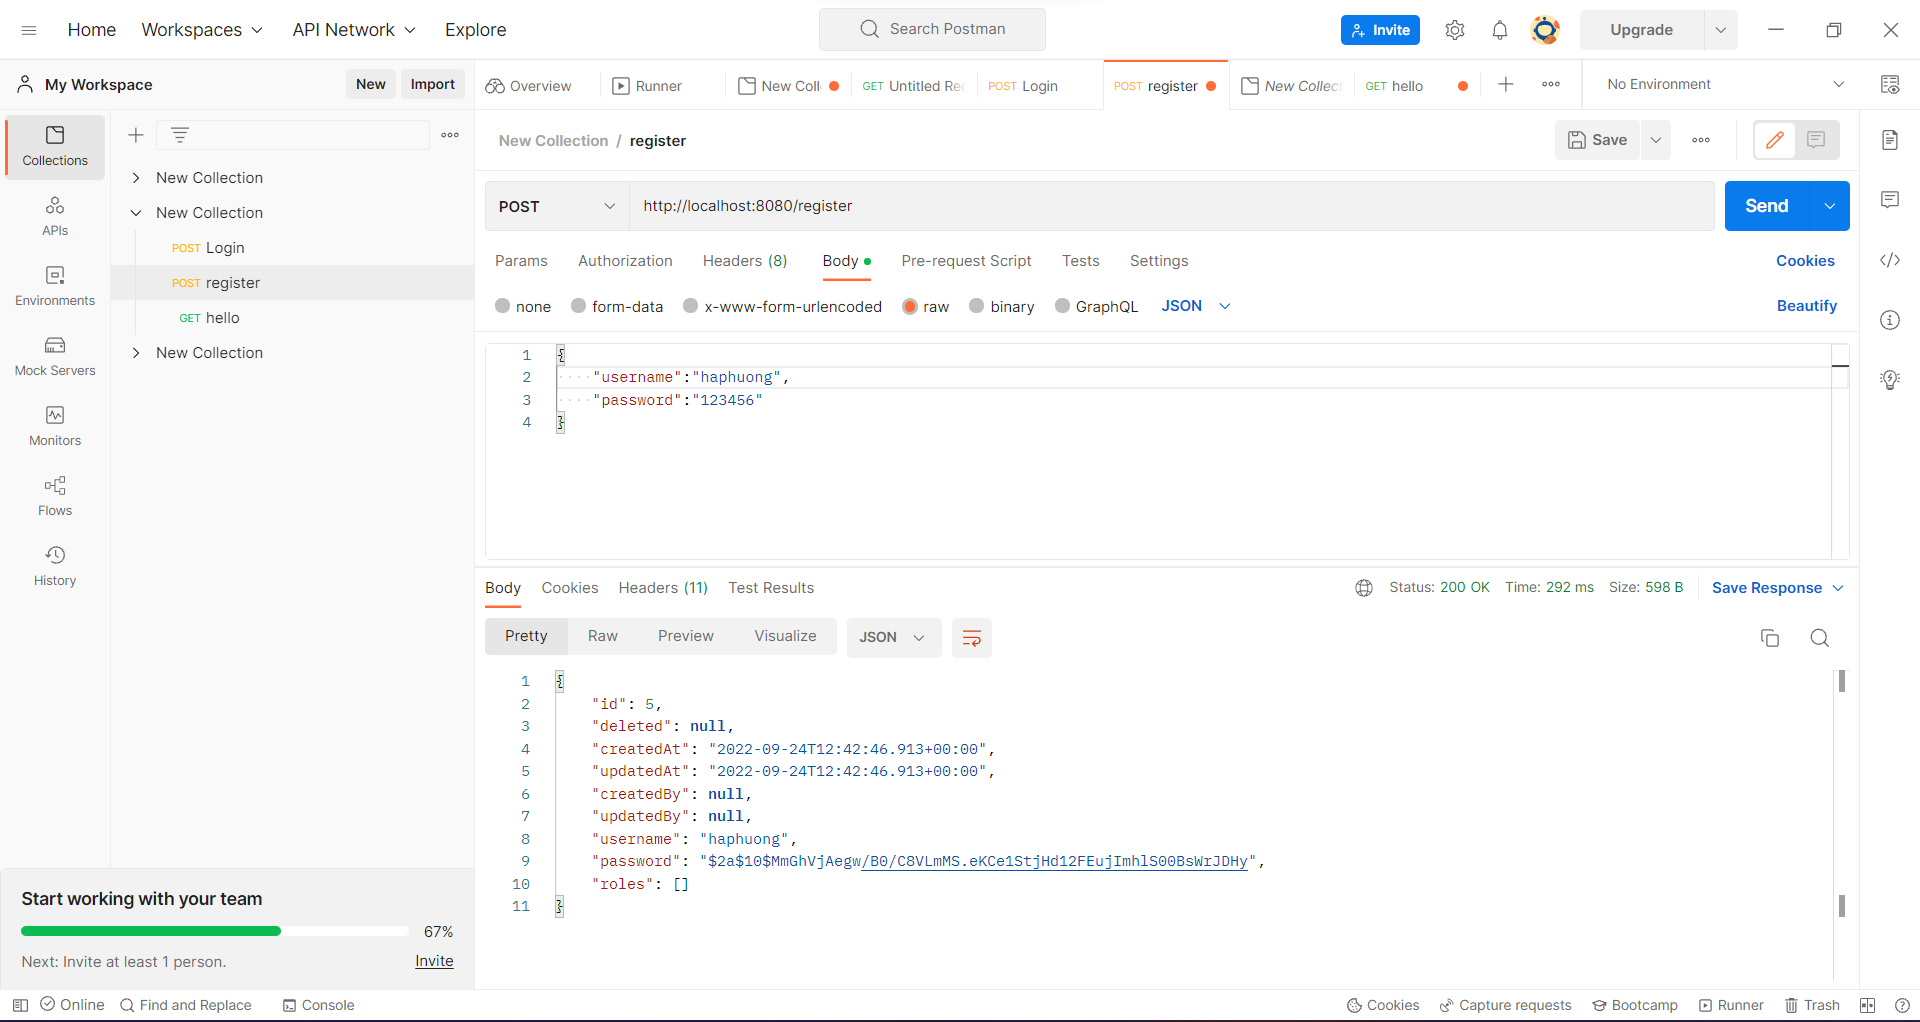 Home
Workspaces
API Network
Explore
Search Postman
Invite
Upgrade
My Workspace
New
Import
Overview
Runner
New Coll
GET Untitled Re
POST Login
POST register
New Collec
GET hello
No Environment
Collections
APIs
Environments
Mock Servers
Monitors
Flows
History
New Collection
New Collection
POST Login
POST register
GET hello
New Collection
New Collection / register
Save
POST
http://localhost:8080/register
Send
Params
Authorization
Headers (8)
Body
Pre-request Script
Tests
Settings
Cookies
none
form-data
x-www-form-urlencoded
raw
binary
GraphQL
JSON
Beautify
1 {
2 "username":"haphuong",
3 "password":"123456"
4 }
Body
Cookies
Headers (11)
Test Results
Status: 200 OK
Time: 292 ms
Size: 598 B
Save Response
Pretty
Raw
Preview
Visualize
JSON
1 {
2 "id": 5,
3 "deleted": null,
4 "createdAt": "2022-09-24T12:42:46.913+00:00",
5 "updatedAt": "2022-09-24T12:42:46.913+00:00",
6 "createdBy": null,
7 "updatedBy": null,
8 "username": "haphuong",
9 "password": "$2a$10$MmGhVjAegw/B0/C8VLmMS.eKCe1StjHd12FEujImhlS00BsWrJDHy",
10 "roles": []
11 }
Start working with your team
67%
Next: Invite at least 1 person.
Invite
Online
Find and Replace
Console
Cookies
Capture requests
Bootcamp
Runner
Trash